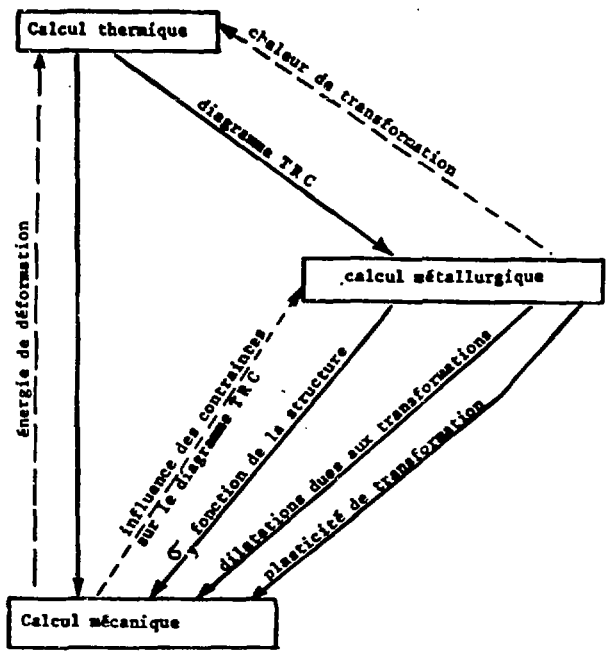 Calcul thermique
chaleur de transformation
diagramme TRC
énergie de déformation
calcul métallurgique
influence des contraintes
sur le diagramme TRC
σy fonction de la structure
dilatations dues aux transformations
plasticité de transformation
Calcul mécanique